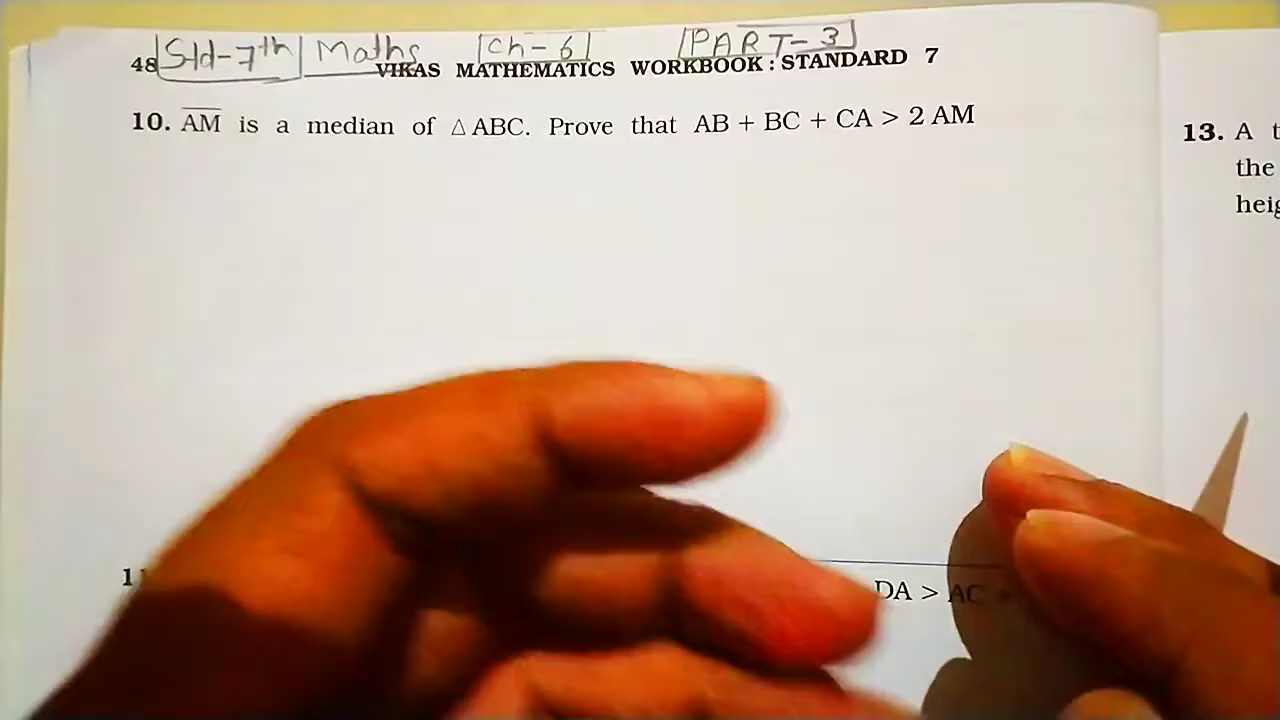 Std-7th Maths Ch-6 PART-3
48 VIKAS MATHEMATICS WORKBOOK : STANDARD 7
10. AM is a median of △ ABC. Prove that AB + BC + CA > 2 AM
DA > AC
13. A
the